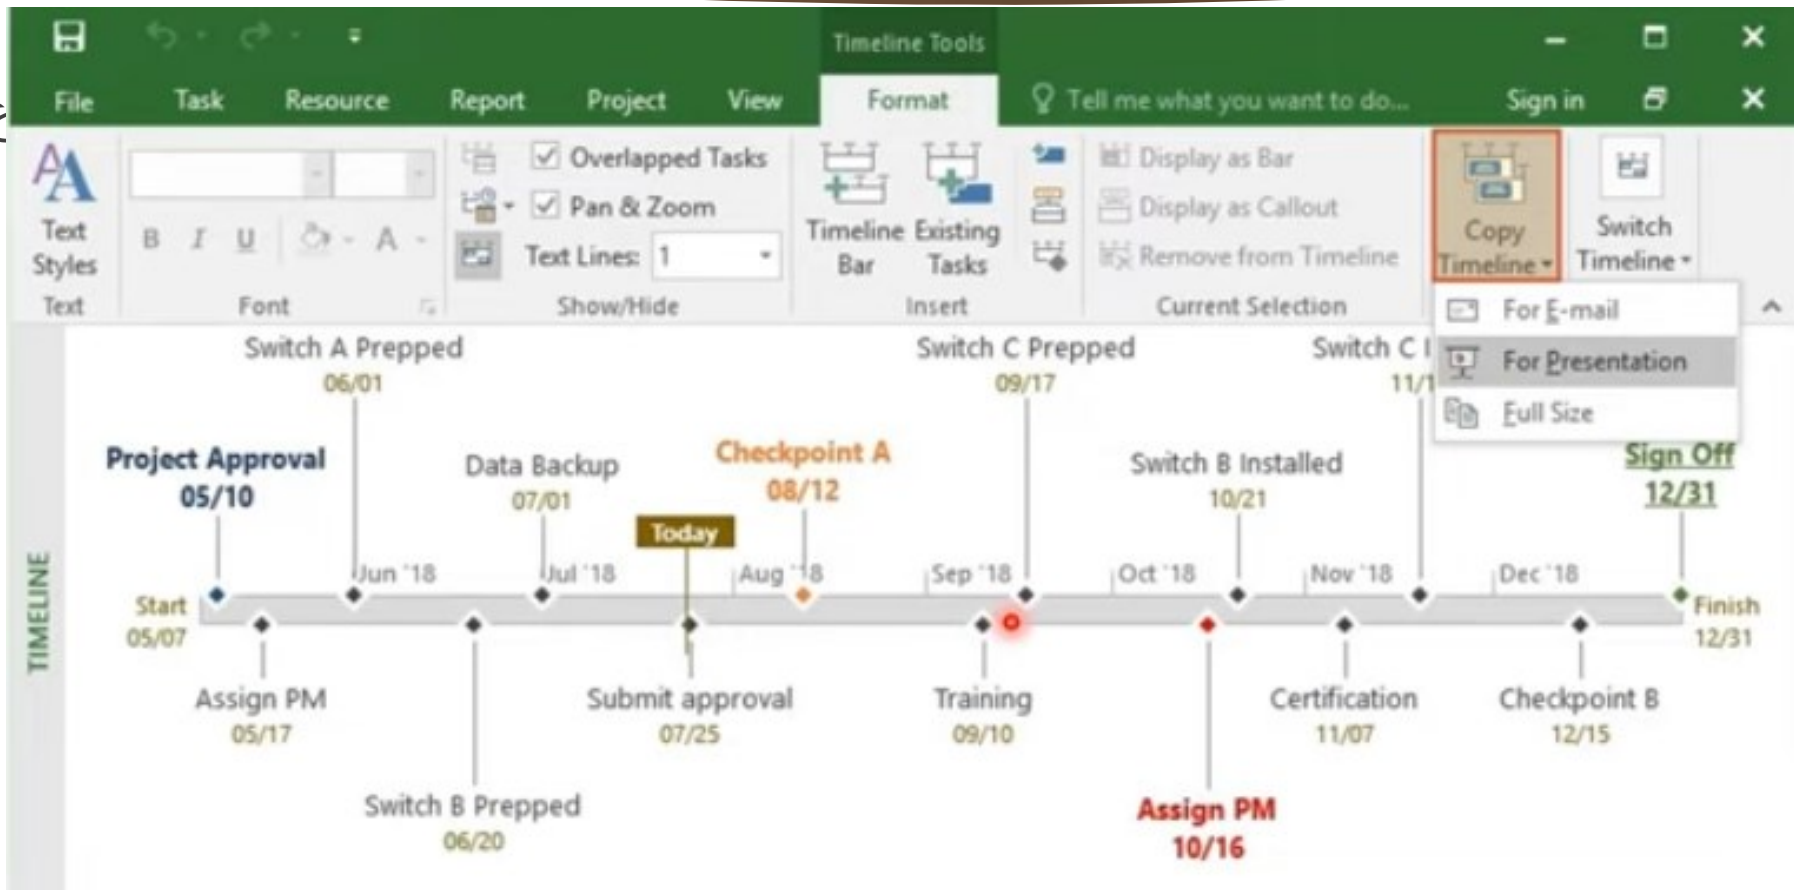 Timeline Tools
File Task Resource Report Project View Format Tell me what you want to do... Sign in
Text Styles
Text
B I U A
Font
Overlapped Tasks
Pan & Zoom
Text Lines: 1
Show/Hide
Timeline Bar
Existing Tasks
Insert
Display as Bar
Display as Callout
Remove from Timeline
Current Selection
Copy Timeline
Switch Timeline
For E-mail
For Presentation
Full Size
TIMELINE
Switch A Prepped
06/01
Switch C Prepped
09/17
Switch C
11/1
Project Approval
05/10
Data Backup
07/01
Checkpoint A
08/12
Switch B Installed
10/21
Sign Off
12/31
Today
Jun '18 Jul '18 Aug '18 Sep '18 Oct '18 Nov '18 Dec '18
Start
05/07
Finish
12/31
Assign PM
05/17
Submit approval
07/25
Training
09/10
Certification
11/07
Checkpoint B
12/15
Switch B Prepped
06/20
Assign PM
10/16